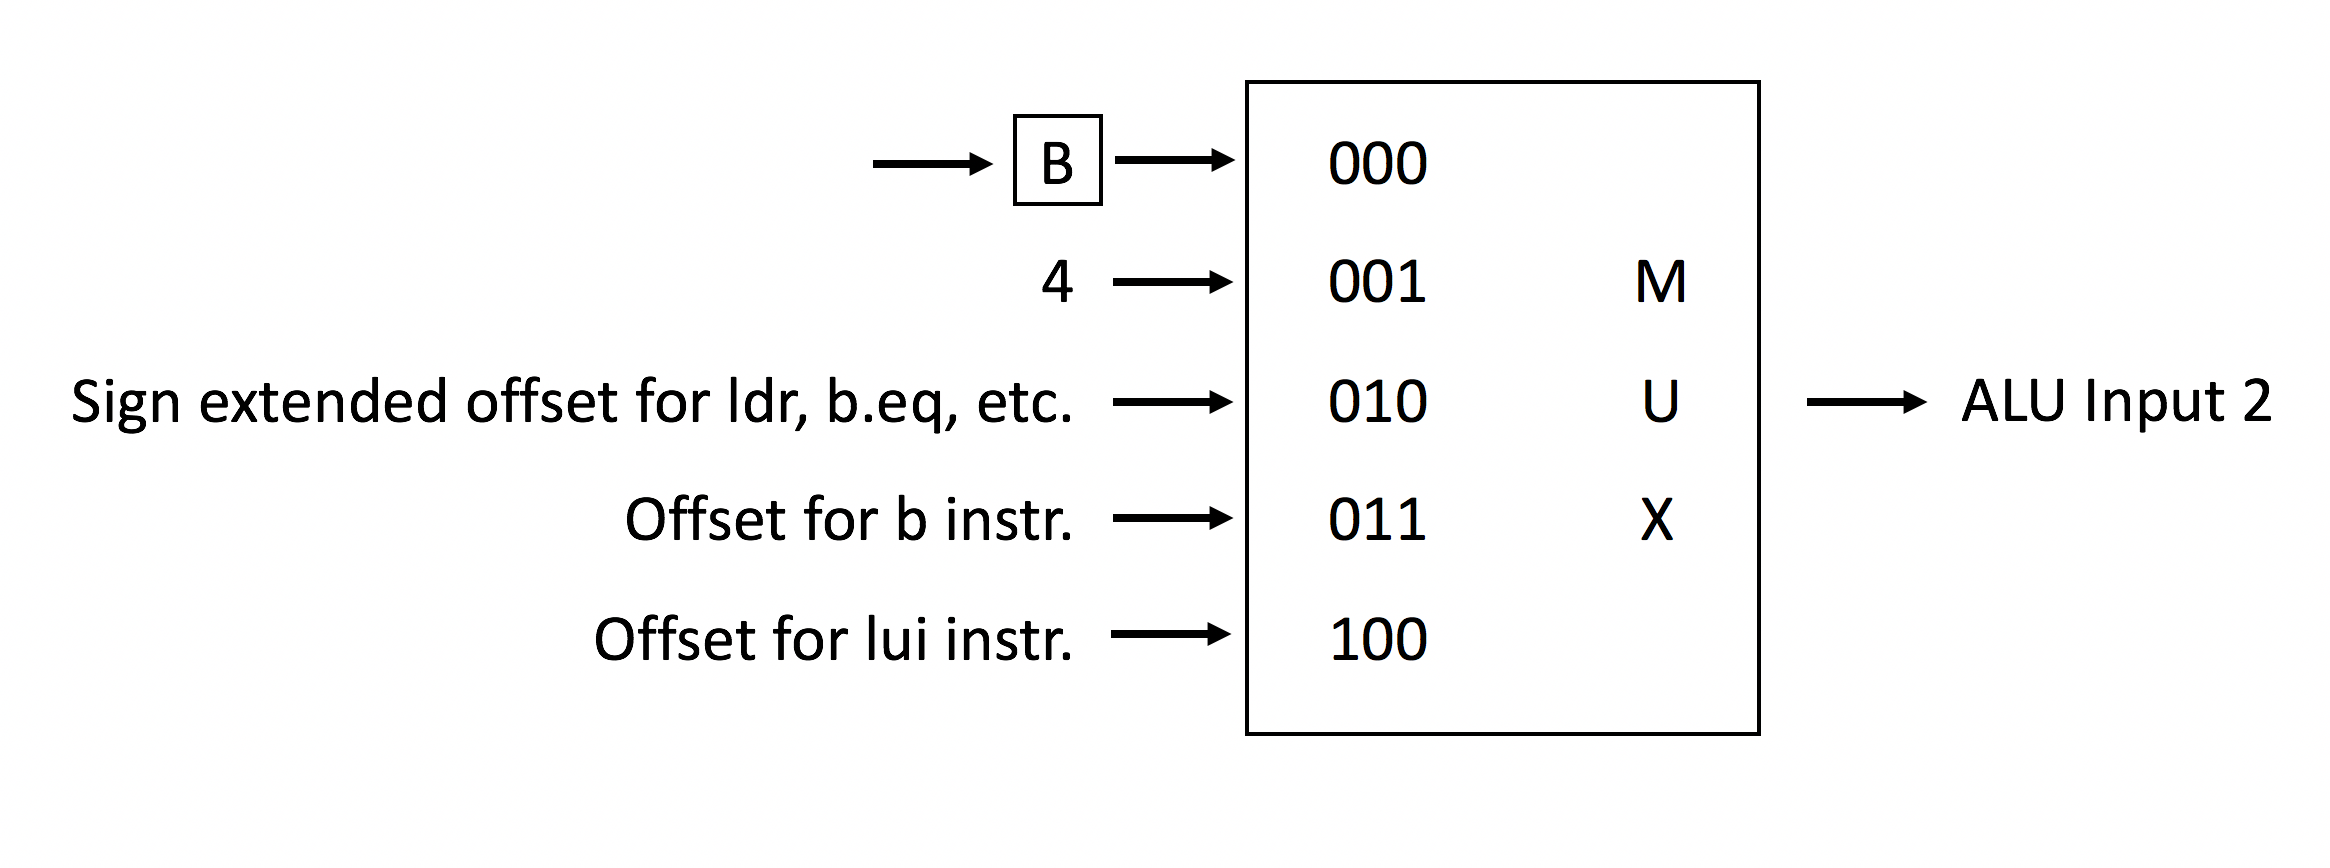 B 000
4 001 M
Sign extended offset for ldr, b.eq, etc. 010 U ALU Input 2
Offset for b instr. 011 X
Offset for lui instr. 100